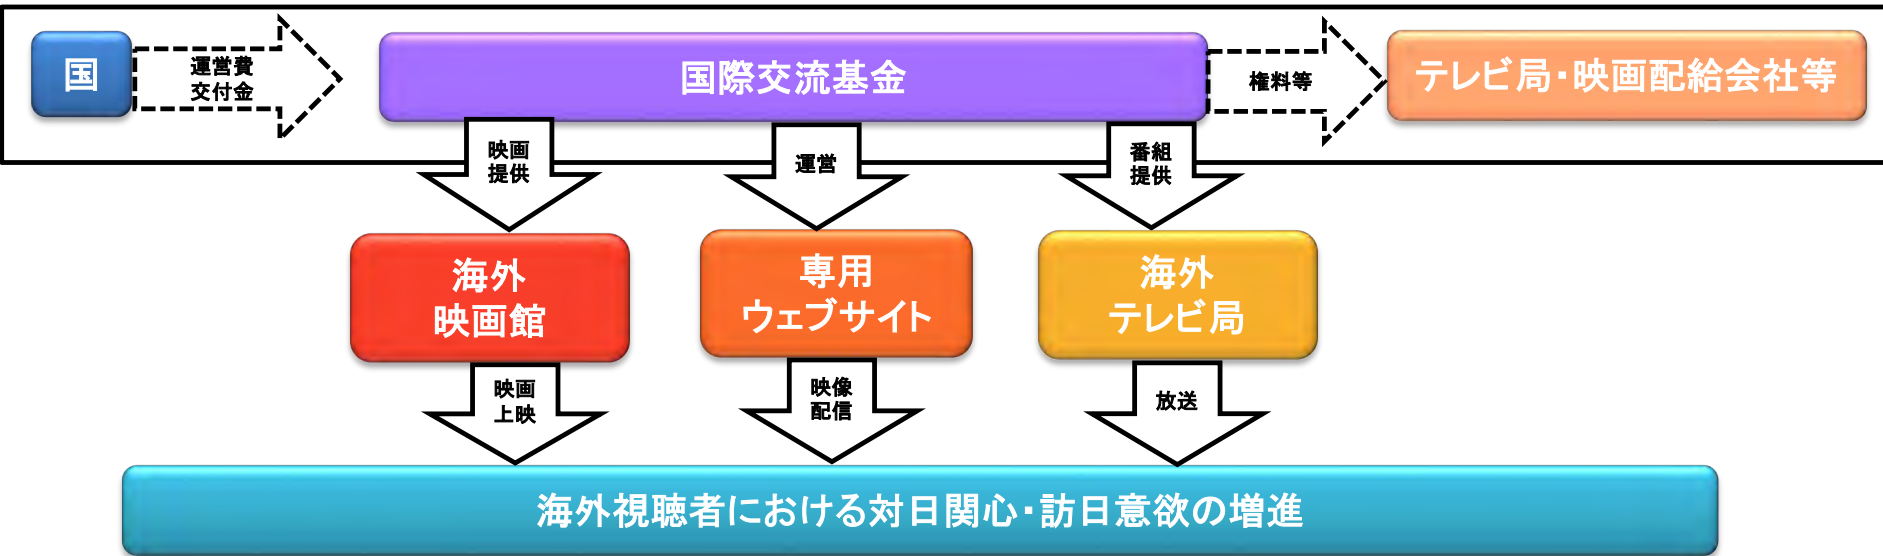 国
運営費
交付金
国際交流基金
権料等
テレビ局・映画配給会社等
映画
提供
運営
番組
提供
海外
映画館
専用
ウェブサイト
海外
テレビ局
映画
上映
映像
配信
放送
海外視聴者における対日関心・訪日意欲の増進